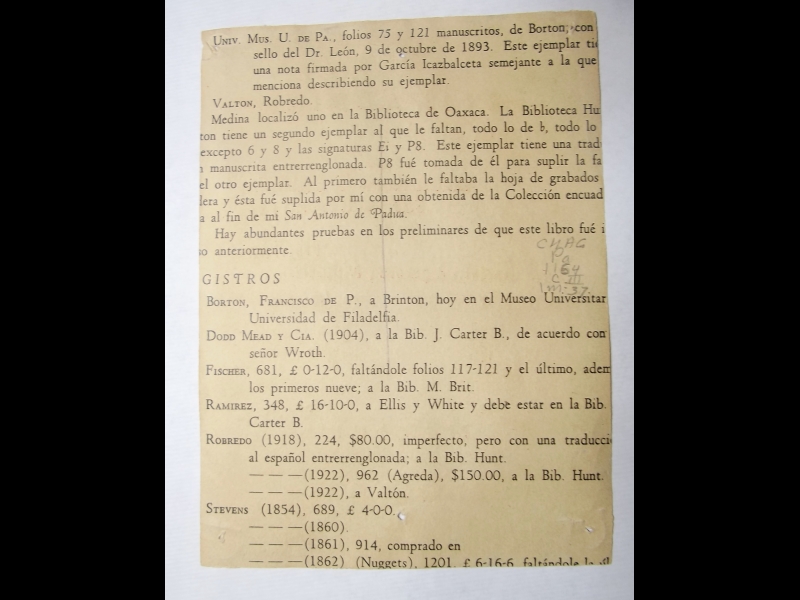 Univ. Mus. U. de Pa., folios 75 y 121 manuscritos, de Borton, con
sello del Dr. León, 9 de octubre de 1893. Este ejemplar
una nota firmada por García Icazbalceta semejante a la que
menciona describiendo su ejemplar.
Valton, Robredo.
Medina localizó uno en la Biblioteca de Oaxaca. La Biblioteca Hu
ton tiene un segundo ejemplar al que le faltan, todo lo de b, todo lo
excepto 6 y 8 y las signaturas Ei y P8. Este ejemplar tiene una trad
manuscrita entrerrenglonada. P8 fué tomada de él para suplir la fa
el otro ejemplar. Al primero también le faltaba la hoja de grabados
lera y ésta fué suplida por mí con una obtenida de la Colección encuad
a al fin de mi San Antonio de Padua.
Hay abundantes pruebas en los preliminares de que este libro fué i
so anteriormente.
GISTROS
Borton, Francisco de P., a Brinton, hoy en el Museo Universitar
Universidad de Filadelfia.
Dodd Mead y Cia. (1904), a la Bib. J. Carter B., de acuerdo con
señor Wroth.
Fischer, 681, £ 0-12-0, faltándole folios 117-121 y el último, adem
los primeros nueve; a la Bib. M. Brit.
Ramirez, 348, £ 16-10-0, a Ellis y White y debe estar en la Bib.
Carter B.
Robredo (1918), 224, $80.00, imperfecto, pero con una traducci
al español entrerrenglonada; a la Bib. Hunt.
— — —(1922), 962 (Agreda), $150.00, a la Bib. Hunt.
— — —(1922), a Valtón.
Stevens (1854), 689, £ 4-0-0.
— — —(1860).
— — —(1861), 914, comprado en
— — —(1862) (Nuggets), 1201, £ 6-16-6, faltándole la